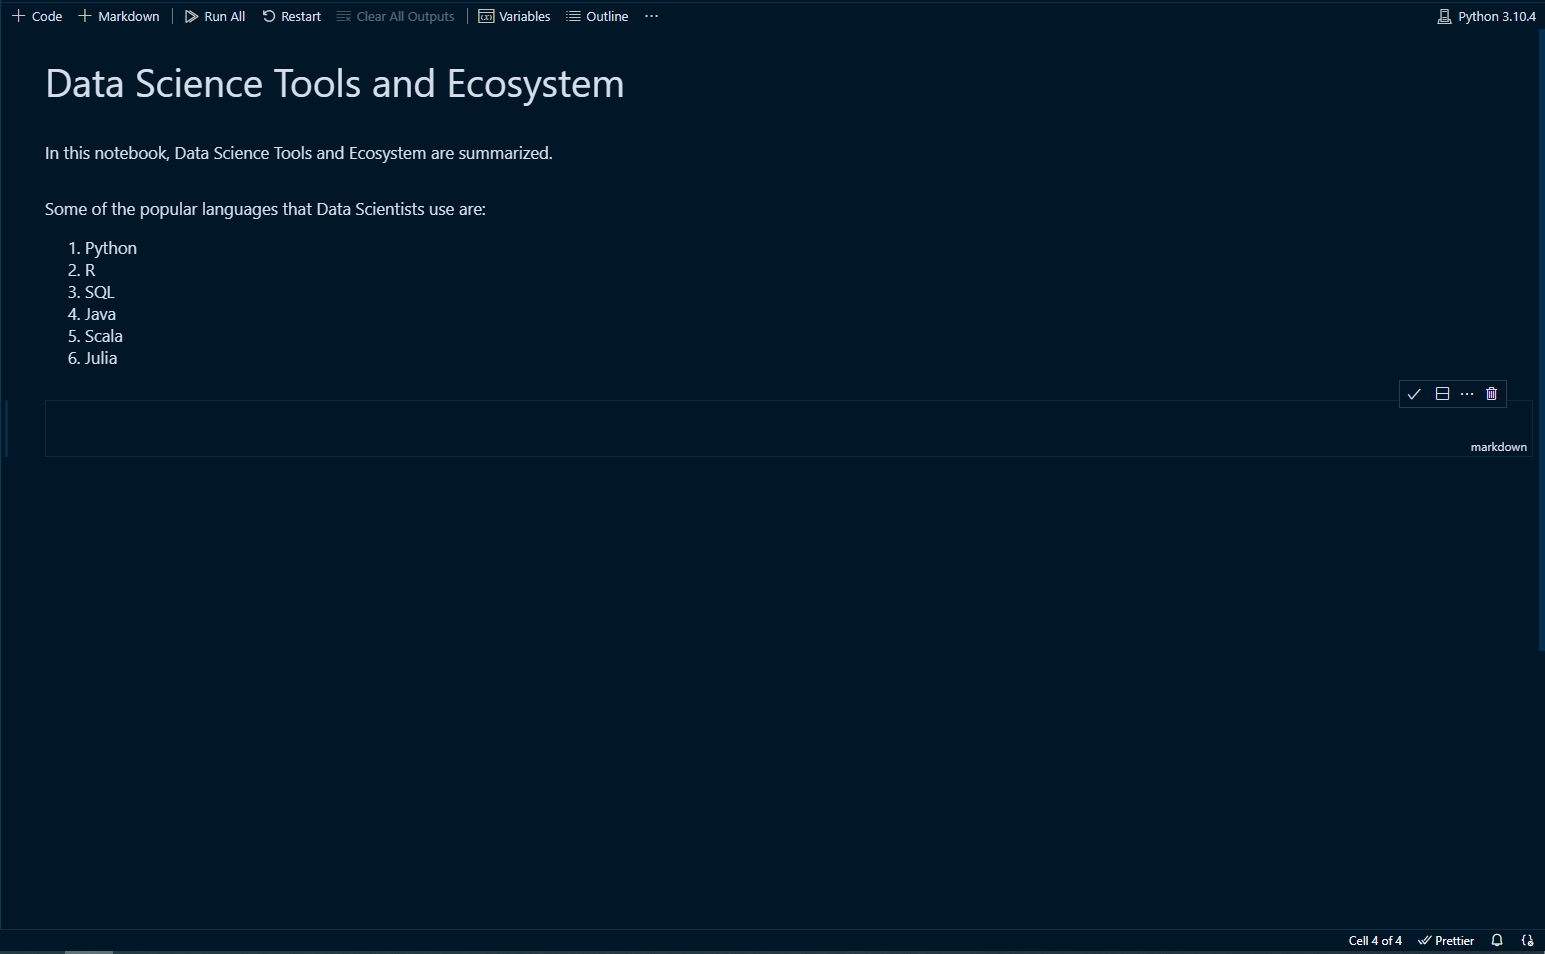 Code Markdown Run All Restart Clear All Outputs Variables Outline ... Python 3.10.4
Data Science Tools and Ecosystem
In this notebook, Data Science Tools and Ecosystem are summarized.
Some of the popular languages that Data Scientists use are:
1. Python
2. R
3. SQL
4. Java
5. Scala
6. Julia
markdown
Cell 4 of 4 Prettier